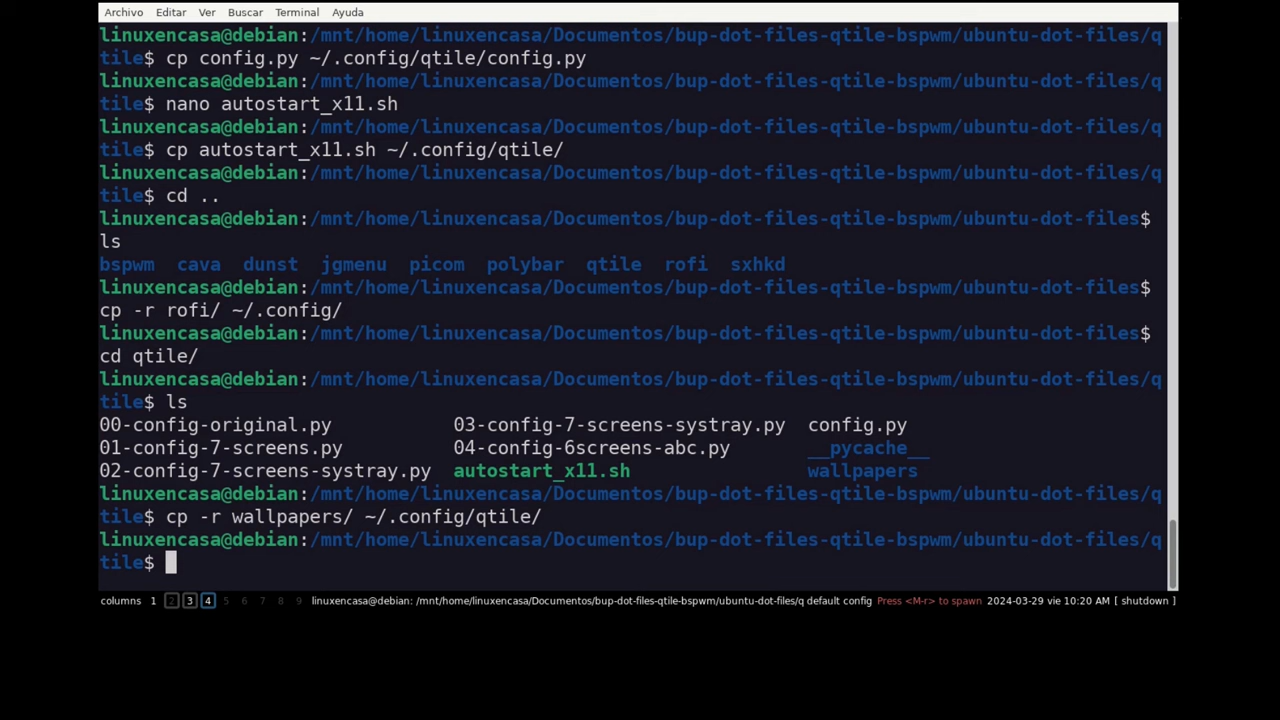 Archivo Editar Ver Buscar Terminal Ayuda
linuxencasa@debian:/mnt/home/linuxencasa/Documentos/bup-dot-files-qtile-bspwm/ubuntu-dot-files/q
tile$ cp config.py ~/.config/qtile/config.py
linuxencasa@debian:/mnt/home/linuxencasa/Documentos/bup-dot-files-qtile-bspwm/ubuntu-dot-files/q
tile$ nano autostart_x11.sh
linuxencasa@debian:/mnt/home/linuxencasa/Documentos/bup-dot-files-qtile-bspwm/ubuntu-dot-files/q
tile$ cp autostart_x11.sh ~/.config/qtile/
linuxencasa@debian:/mnt/home/linuxencasa/Documentos/bup-dot-files-qtile-bspwm/ubuntu-dot-files/q
tile$ cd ..
linuxencasa@debian:/mnt/home/linuxencasa/Documentos/bup-dot-files-qtile-bspwm/ubuntu-dot-files$
ls
bspwm cava dunst jgmenu picom polybar qtile rofi sxhkd
linuxencasa@debian:/mnt/home/linuxencasa/Documentos/bup-dot-files-qtile-bspwm/ubuntu-dot-files$
cp -r rofi/ ~/.config/
linuxencasa@debian:/mnt/home/linuxencasa/Documentos/bup-dot-files-qtile-bspwm/ubuntu-dot-files$
cd qtile/
linuxencasa@debian:/mnt/home/linuxencasa/Documentos/bup-dot-files-qtile-bspwm/ubuntu-dot-files/q
tile$ ls
00-config-original.py 03-config-7-screens-systray.py config.py
01-config-7-screens.py 04-config-6screens-abc.py __pycache__
02-config-7-screens-systray.py autostart_x11.sh wallpapers
linuxencasa@debian:/mnt/home/linuxencasa/Documentos/bup-dot-files-qtile-bspwm/ubuntu-dot-files/q
tile$ cp -r wallpapers/ ~/.config/qtile/
linuxencasa@debian:/mnt/home/linuxencasa/Documentos/bup-dot-files-qtile-bspwm/ubuntu-dot-files/q
tile$
columns 1 2 3 4 5 6 7 8 9 linuxencasa@debian: /mnt/home/linuxencasa/Documentos/bup-dot-files-qtile-bspwm/ubuntu-dot-files/q default config Press <M-r> to spawn 2024-03-29 vie 10:20 AM [ shutdown ]